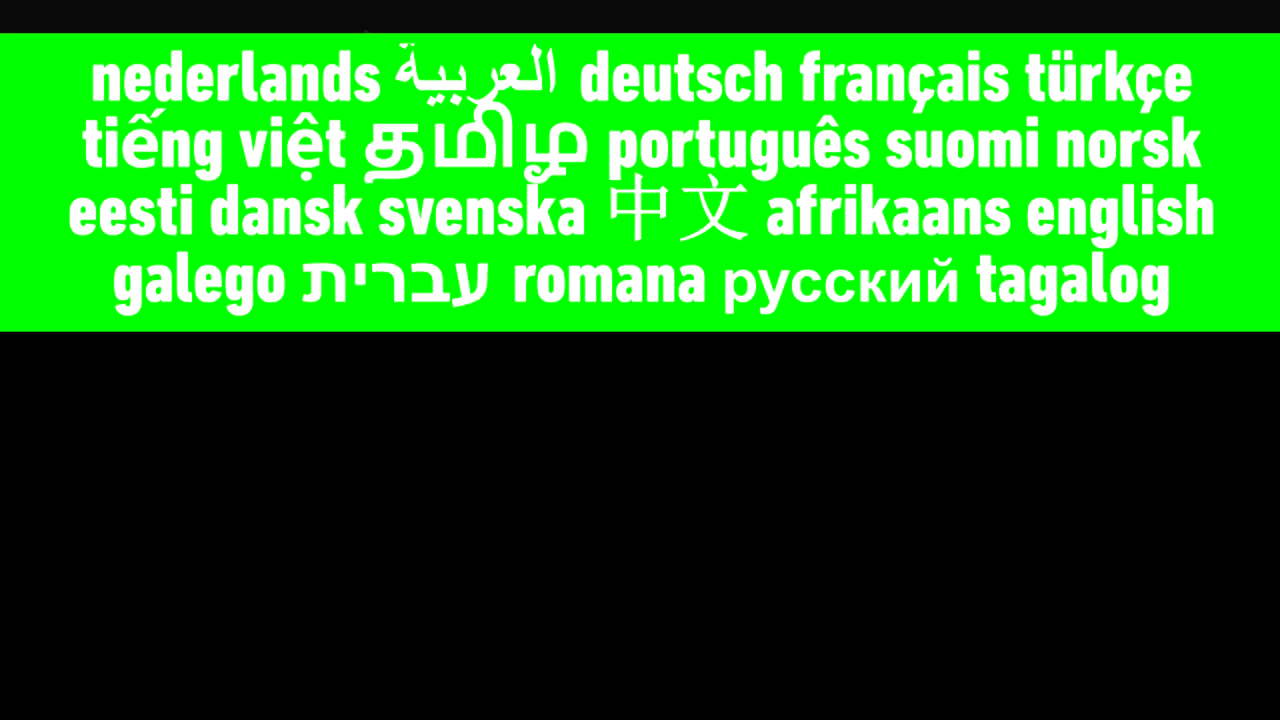 nederlands العربية deutsch français türkçe
tiếng việt தமிழ் português suomi norsk
eesti dansk svenska 中文 afrikaans english
galego עברית romana русский tagalog